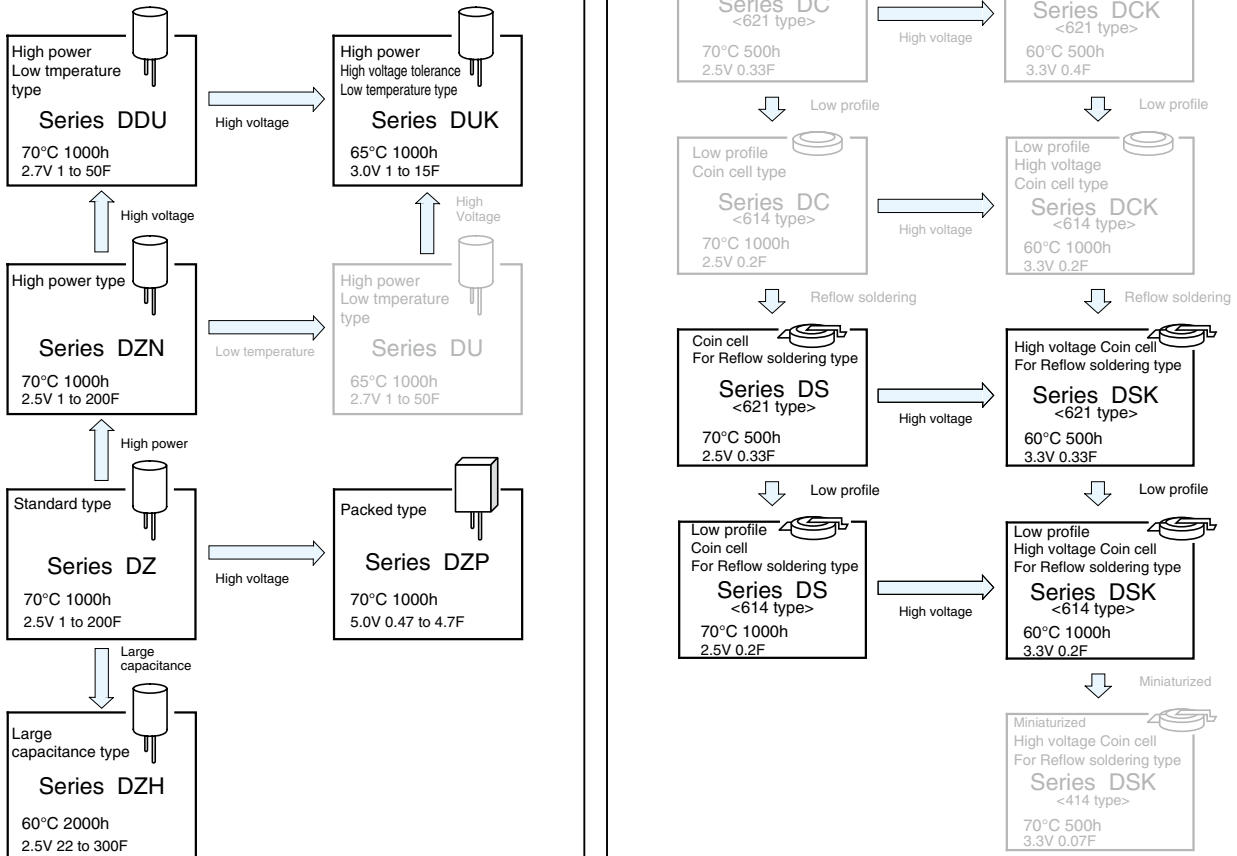 High power
Low tmperature
type
Series DDU
70°C 1000h
2.7V 1 to 50F
High voltage
High power
High voltage tolerance
Low temperature type
Series DUK
65°C 1000h
3.0V 1 to 15F
High voltage
High
Voltage
High power type
Series DZN
70°C 1000h
2.5V 1 to 200F
Low temperature
High power
Low tmperature
type
Series DU
65°C 1000h
2.7V 1 to 50F
High power
Standard type
Series DZ
70°C 1000h
2.5V 1 to 200F
High voltage
Packed type
Series DZP
70°C 1000h
5.0V 0.47 to 4.7F
Large
capacitance
Large
capacitance type
Series DZH
60°C 2000h
2.5V 22 to 300F
Series DC
<621 type>
70°C 500h
2.5V 0.33F
High voltage
Series DCK
<621 type>
60°C 500h
3.3V 0.4F
Low profile
Low profile
Low profile
Coin cell type
Series DC
<614 type>
70°C 1000h
2.5V 0.2F
High voltage
Low profile
High voltage
Coin cell type
Series DCK
<614 type>
60°C 1000h
3.3V 0.2F
Reflow soldering
Reflow soldering
Coin cell
For Reflow soldering type
Series DS
<621 type>
70°C 500h
2.5V 0.33F
High voltage
High voltage Coin cell
For Reflow soldering type
Series DSK
<621 type>
60°C 500h
3.3V 0.33F
Low profile
Low profile
Low profile
Coin cell
For Reflow soldering type
Series DS
<614 type>
70°C 1000h
2.5V 0.2F
High voltage
Low profile
High voltage Coin cell
For Reflow soldering type
Series DSK
<614 type>
60°C 1000h
3.3V 0.2F
Miniaturized
Miniaturized
High voltage Coin cell
For Reflow soldering type
Series DSK
<414 type>
70°C 500h
3.3V 0.07F